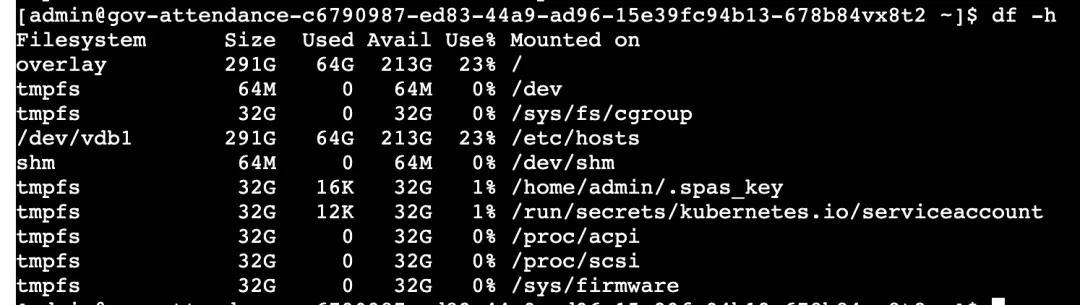 [admin@gov-attendance-c6790987-ed83-44a9-ad96-15e39fc94b13-678b84vx8t2 ~]$ df -h
Filesystem      Size  Used Avail Use% Mounted on
overlay         291G   64G  213G  23% /
tmpfs            64M     0   64M   0% /dev
tmpfs            32G     0   32G   0% /sys/fs/cgroup
/dev/vdb1       291G   64G  213G  23% /etc/hosts
shm              64M     0   64M   0% /dev/shm
tmpfs            32G   16K   32G   1% /home/admin/.spas_key
tmpfs            32G   12K   32G   1% /run/secrets/kubernetes.io/serviceaccount
tmpfs            32G     0   32G   0% /proc/acpi
tmpfs            32G     0   32G   0% /proc/scsi
tmpfs            32G     0   32G   0% /sys/firmware